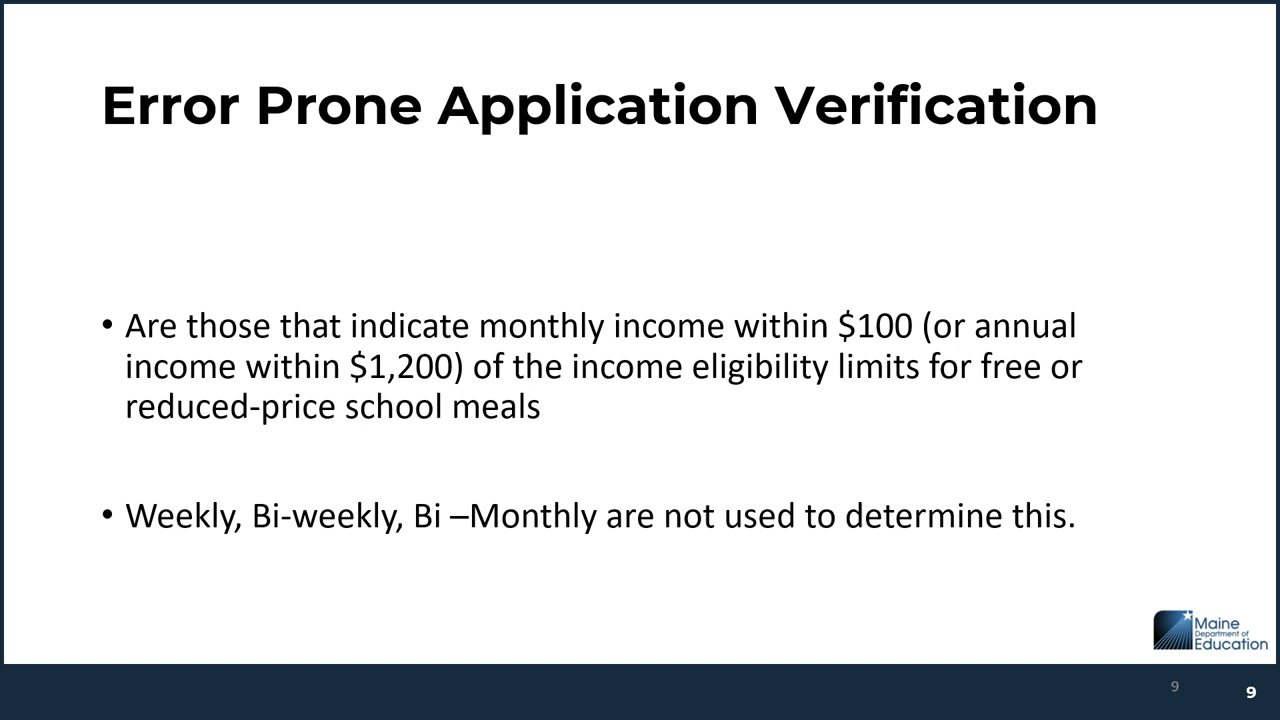 Error Prone Application Verification
• Are those that indicate monthly income within $100 (or annual
income within $1,200) of the income eligibility limits for free or
reduced-price school meals
• Weekly, Bi-weekly, Bi –Monthly are not used to determine this.
Maine
Department of
Education
9
9